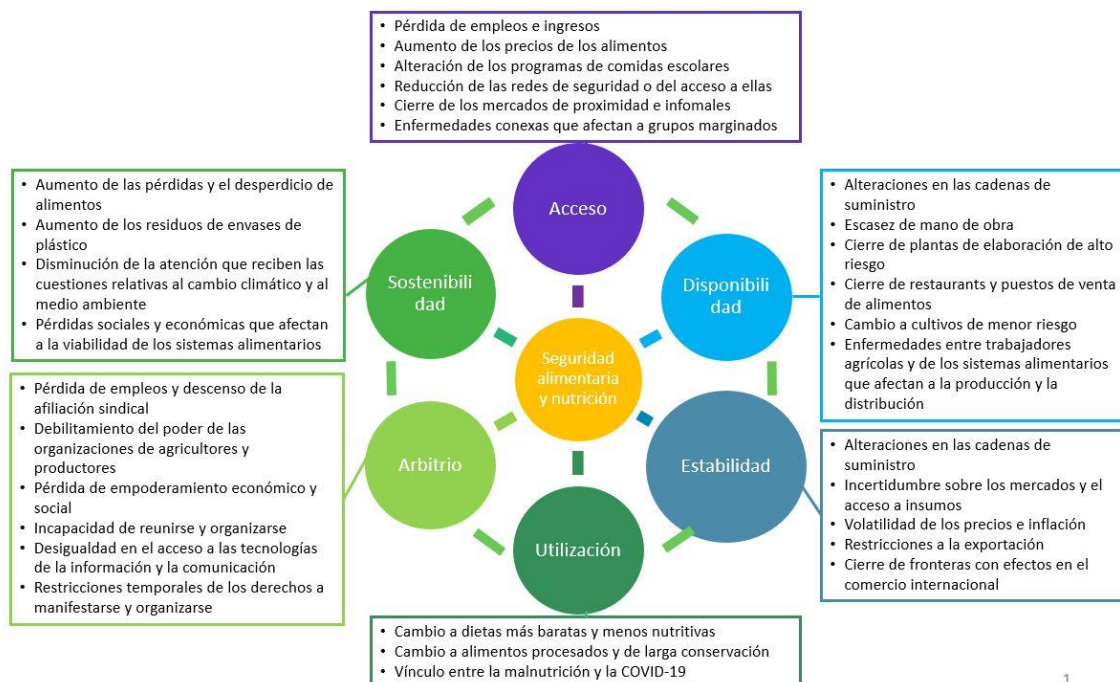 • Pérdida de empleos e ingresos
• Aumento de los precios de los alimentos
• Alteración de los programas de comidas escolares
• Reducción de las redes de seguridad o del acceso a ellas
• Cierre de los mercados de proximidad e infomales
• Enfermedades conexas que afectan a grupos marginados
Acceso
• Aumento de las pérdidas y el desperdicio de
alimentos
• Aumento de los residuos de envases de
plástico
• Disminución de la atención que reciben las
cuestiones relativas al cambio climático y al
medio ambiente
• Pérdidas sociales y económicas que afectan
a la viabilidad de los sistemas alimentarios
Sostenibili
dad
Disponibili
dad
• Alteraciones en las cadenas de
suministro
• Escasez de mano de obra
• Cierre de plantas de elaboración de alto
riesgo
• Cierre de restaurants y puestos de venta
de alimentos
• Cambio a cultivos de menor riesgo
• Enfermedades entre trabajadores
agrícolas y de los sistemas alimentarios
que afectan a la producción y la
distribución
Seguridad
alimentaria
y nutrición
• Pérdida de empleos y descenso de la
afiliación sindical
• Debilitamiento del poder de las
organizaciones de agricultores y
productores
• Pérdida de empoderamiento económico y
social
• Incapacidad de reunirse y organizarse
• Desigualdad en el acceso a las tecnologías
de la información y la comunicación
• Restricciones temporales de los derechos a
manifestarse y organizarse
Arbitrio
Estabilidad
• Alteraciones en las cadenas de
suministro
• Incertidumbre sobre los mercados y el
acceso a insumos
• Volatilidad de los precios e inflación
• Restricciones a la exportación
• Cierre de fronteras con efectos en el
comercio internacional
Utilización
• Cambio a dietas más baratas y menos nutritivas
• Cambio a alimentos procesados y de larga conservación
• Vínculo entre la malnutrición y la COVID-19
1